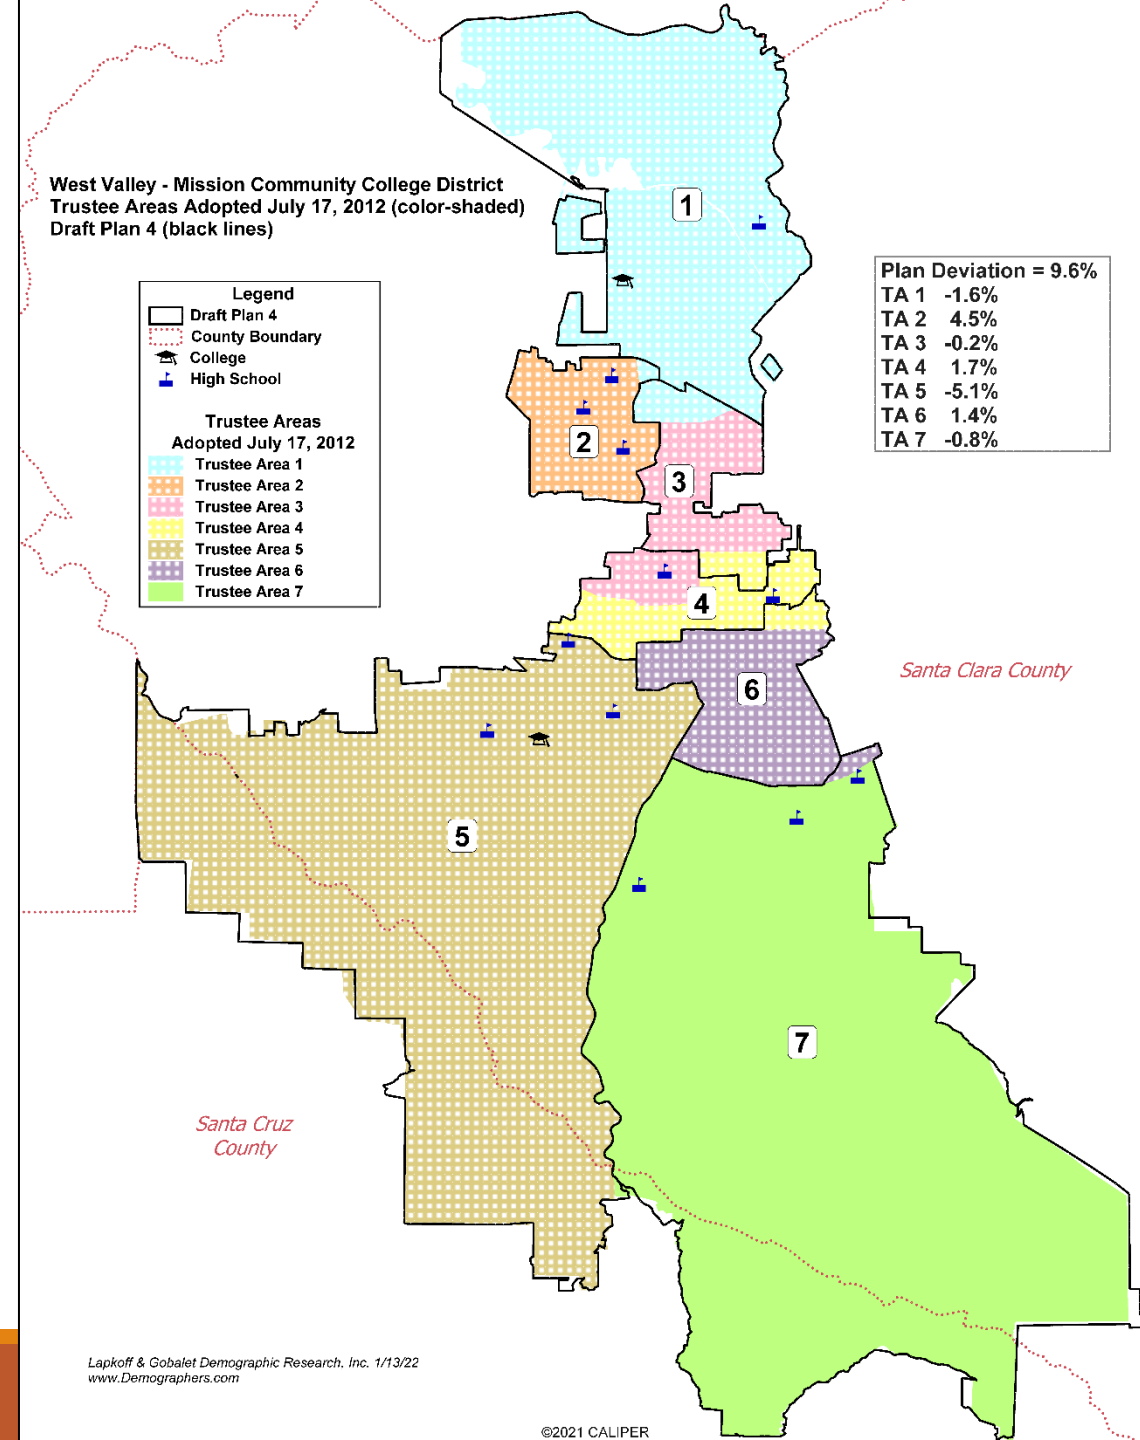 West Valley - Mission Community College District
Trustee Areas Adopted July 17, 2012 (color-shaded)
Draft Plan 4 (black lines)
Legend
Draft Plan 4
County Boundary
College
High School
Trustee Areas
Adopted July 17, 2012
Trustee Area 1
Trustee Area 2
Trustee Area 3
Trustee Area 4
Trustee Area 5
Trustee Area 6
Trustee Area 7
Plan Deviation = 9.6%
TA 1 -1.6%
TA 2 4.5%
TA 3 -0.2%
TA 4 1.7%
TA 5 -5.1%
TA 6 1.4%
TA 7 -0.8%
1
2
3
4
5
6
7
Santa Clara County
Santa Cruz
County
Lapkoff & Gobalet Demographic Research, Inc. 1/13/22
www.Demographers.com
©2021 CALIPER